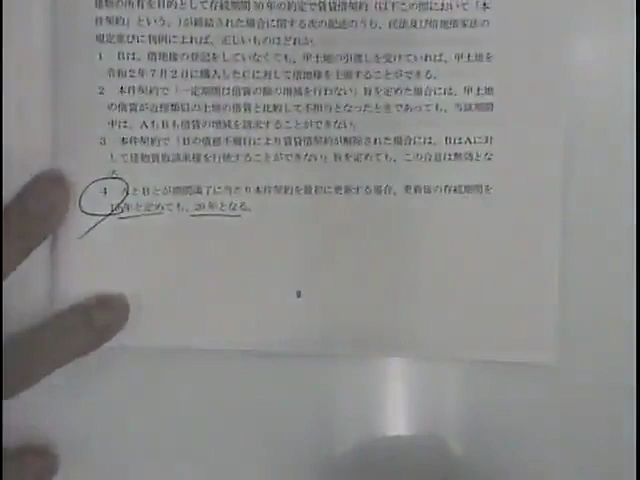 類の所有を目的として存続期間30年の約定で賃貸借契約(以下この問において「本
件契約」という。)が締結された場合に関する次の記述のうち、民法及び借地借家法の
規定並びに判例によれば、正しいものはどれか。
1 Bは、借地権の登記をしていなくても、甲土地の引渡しを受けていれば、甲土地を
令和2年7月2日に購入したCに対して借地権を主張することができる。
2 本件契約で「一定期間は借賃の額の増減を行わない」旨を定めた場合には、甲土地
の借賃が近傍類似の土地の借賃と比較して不相当となったときであっても、当該期間
中は、AもBも借賃の増減を請求することができない。
3 本件契約で「Bの債務不履行により賃貸借契約が解除された場合には、BはAに対
して建物買取請求権を行使することができない」旨を定めても、この合意は無効とな
る。
4 AとBとが期間満了に当たり本件契約を最初に更新する場合、更新後の存続期間を
15年と定めても、20年となる。
9